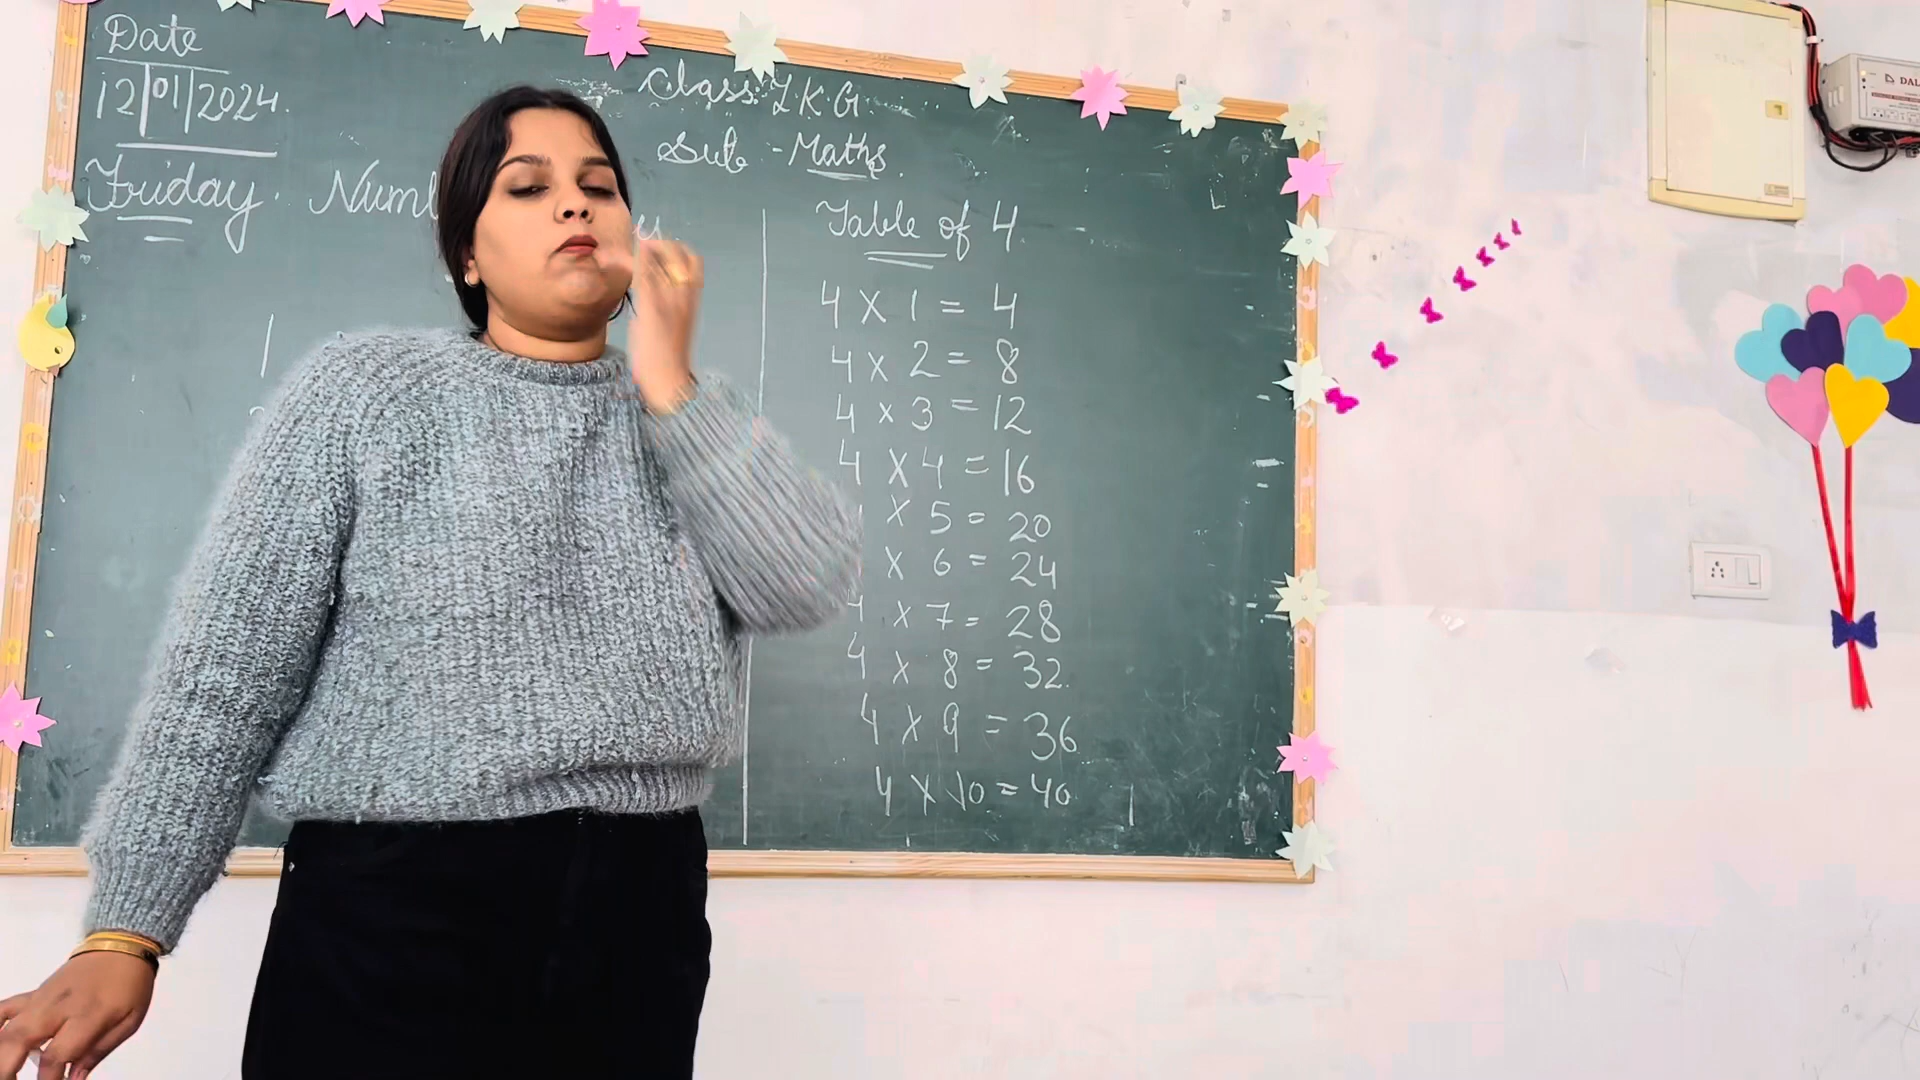 Date
12/01/2024
Friday.
Class: L.K.G.
Sub - Maths
Table of 4
4 X 1 = 4
4 X 2 = 8
4 X 3 = 12
4 X 4 = 16
X 5 = 20
X 6 = 24
4 X 7 = 28
4 X 8 = 32
4 X 9 = 36
4 X 10 = 40
1